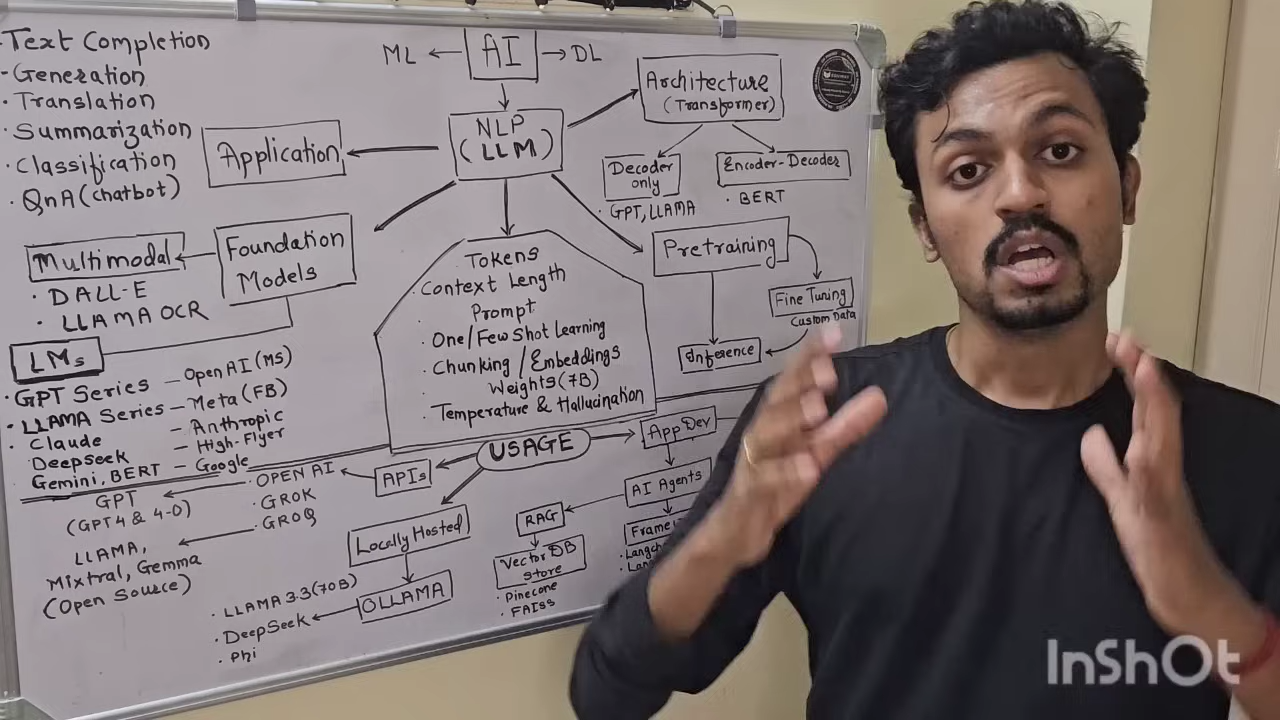 Text Completion
- Generation
· Translation
· Summarization
· Classification
· QnA (chatbot)
Application
ML ← AI → DL
NLP
(LLM)
Architecture
(Transformer)
Decoder
only
· GPT, LLAMA
Encoder-Decoder
· BERT
Multimodal
· DALL-E
· LLAMA OCR
Foundation
Models
Tokens
· Context Length
Prompt
· One/Few Shot Learning
· Chunking / Embeddings
Weights (7B)
· Temperature & Hallucination
Pretraining
Fine Tuning
Custom Data
Inference
LMs
· GPT Series - OpenAI (MS)
· LLAMA Series - Meta (FB)
Claude - Anthropic
DeepSeek - High-Flyer
Gemini, BERT - Google
USAGE
APIs
· OPEN AI
· GROK
· GROQ
GPT
(GPT4 & 4-O)
LLAMA,
Mixtral, Gemma
(Open Source)
Locally Hosted
OLLAMA
· LLAMA 3.3 (70B)
· DeepSeek
· Phi
App Dev
AI Agents
RAG
Vector DB
store
· Pinecone
· FAISS
InShOt